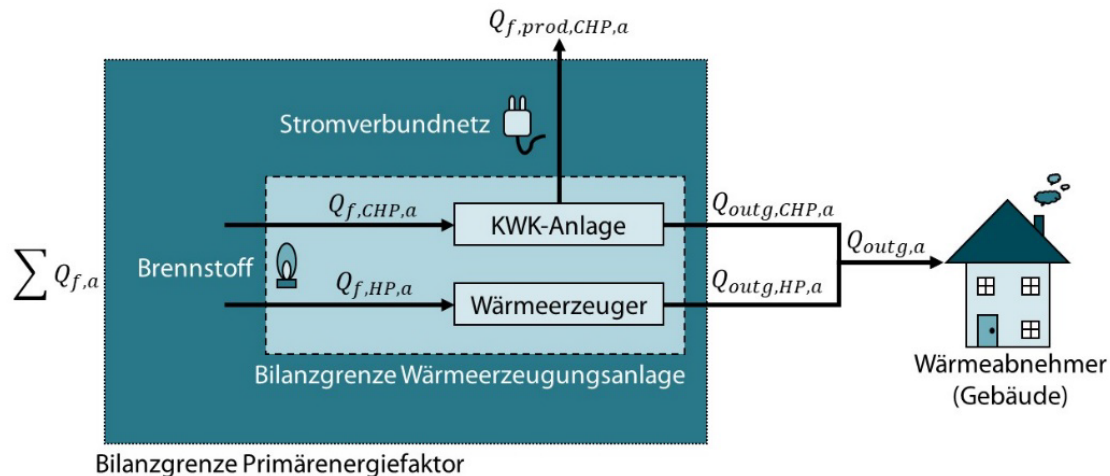 Q_{f,prod,CHP,a}
Stromverbundnetz
Q_{f,CHP,a}
KWK-Anlage
Q_{outg,CHP,a}
Q_{outg,a}
∑ Q_{f,a}
Brennstoff
Q_{f,HP,a}
Wärmeerzeuger
Q_{outg,HP,a}
Bilanzgrenze Wärmeerzeugungsanlage
Wärmeabnehmer
(Gebäude)
Bilanzgrenze Primärenergiefaktor